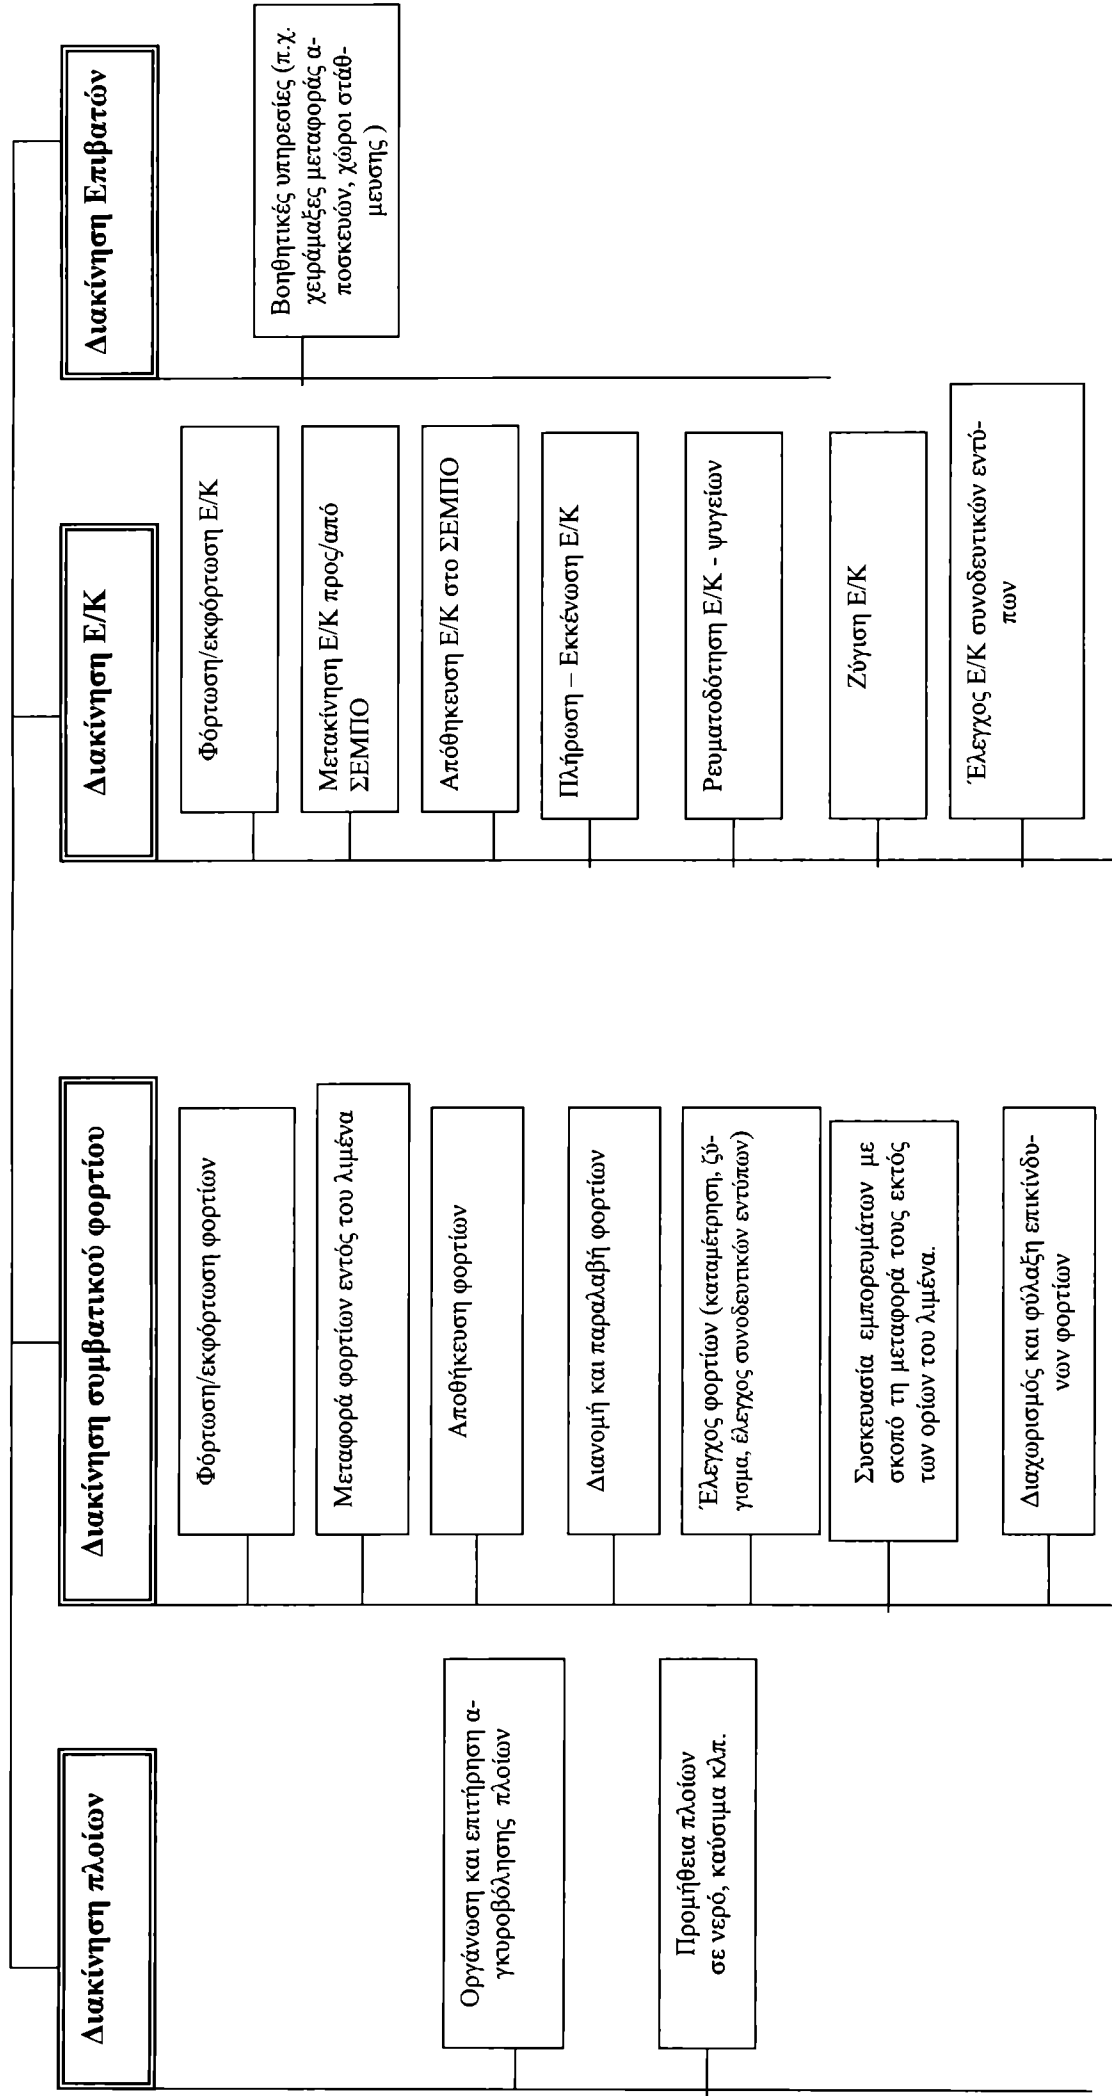 Διακίνηση πλοίων
Οργάνωση και επιτήρηση α-
γκυροβόλησης πλοίων
Προμήθεια πλοίων
σε νερό, καύσιμα κλπ.
Διακίνηση συμβατικού φορτίου
Φόρτωση/εκφόρτωση φορτίων
Μεταφορά φορτίων εντός του λιμένα
Αποθήκευση φορτίων
Διανομή και παραλαβή φορτίων
Έλεγχος φορτίων (καταμέτρηση, ζύ-
γισμα, έλεγχος συνοδευτικών εντύπων)
Συσκευασία εμπορευμάτων με
σκοπό τη μεταφορά τους εκτός
των ορίων του λιμένα.
Διαχωρισμός και φύλαξη επικίνδυ-
νων φορτίων
Διακίνηση Ε/Κ
Φόρτωση/εκφόρτωση Ε/Κ
Μετακίνηση Ε/Κ προς/από
ΣΕΜΠΟ
Απόθηκευση Ε/Κ στο ΣΕΜΠΟ
Πλήρωση – Εκκένωση Ε/Κ
Ρευματοδότηση Ε/Κ - ψυγείων
Ζύγιση Ε/Κ
Έλεγχος Ε/Κ συνοδευτικών εντύ-
πων
Διακίνηση Επιβατών
Βοηθητικές υπηρεσίες (π.χ.
χειράμαξες μεταφοράς α-
ποσκευών, χώροι στάθ-
μευσης )